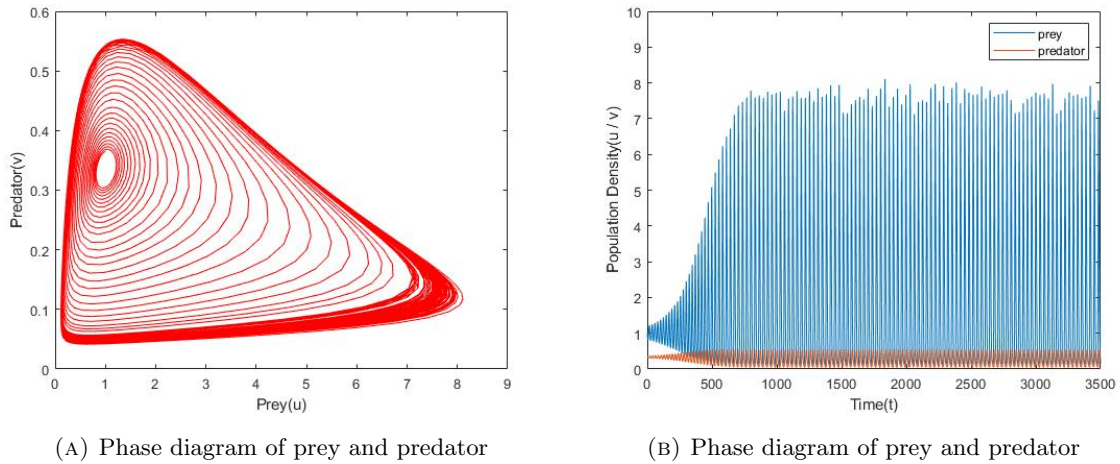 0.6
0.5
0.4
0.3
0.2
0.1
0
Predator(v)
0 1 2 3 4 5 6 7 8 9
Prey(u)
(A) Phase diagram of prey and predator
10
9
8
7
6
5
4
3
2
1
0
Population Density(u / v)
prey
predator
0 500 1000 1500 2000 2500 3000 3500
Time(t)
(B) Phase diagram of prey and predator